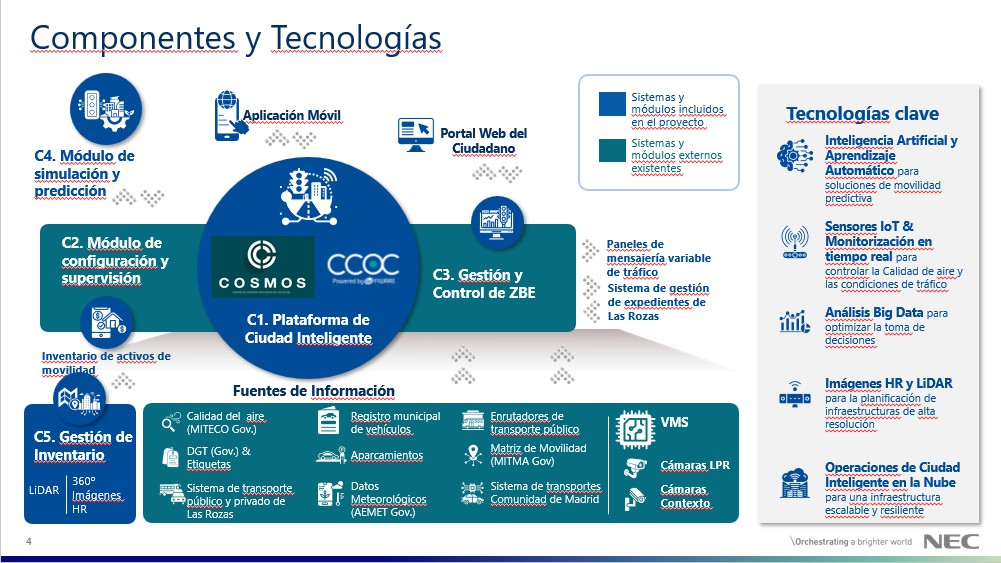 Componentes y Tecnologías
C4. Módulo de
simulación y
predicción
Aplicación Móvil
Portal Web del
Ciudadano
Sistemas y
módulos incluidos
en el proyecto
Sistemas y
módulos externos
existentes
C2. Módulo de
configuración y
supervisión
COSMOS
CCOC
Powered by FIWARE
C1. Plataforma de
Ciudad Inteligente
C3. Gestión y
Control de ZBE
Paneles de
mensajería variable
de tráfico
Sistema de gestión
de expedientes de
Las Rozas
Inventario de activos de
movilidad
Fuentes de Información
C5. Gestión de
Inventario
LiDAR
360º
Imágenes
HR
Calidad del aire
(MITECO Gov.)
DGT (Gov.) &
Etiquetas
Sistema de transporte
público y privado de
Las Rozas
Registro municipal
de vehículos
Aparcamientos
Datos
Meteorológicos
(AEMET Gov.)
Enrutadores de
transporte público
Matríz de Movilidad
(MITMA Gov)
Sistema de transportes
Comunidad de Madrid
VMS
Cámaras LPR
Cámaras
Contexto
Tecnologías clave
Inteligencia Artificial y
Aprendizaje
Automático para
soluciones de movilidad
predictiva
Sensores IoT &
Monitorización en
tiempo real para
controlar la Calidad de aire y
las condiciones de tráfico
Análisis Big Data para
optimizar la toma de
decisiones
Imágenes HR y LiDAR
para la planificación de
infraestructuras de alta
resolución
Operaciones de Ciudad
Inteligente en la Nube
para una infraestructura
escalable y resiliente
4
\Orchestrating a brighter world
NEC